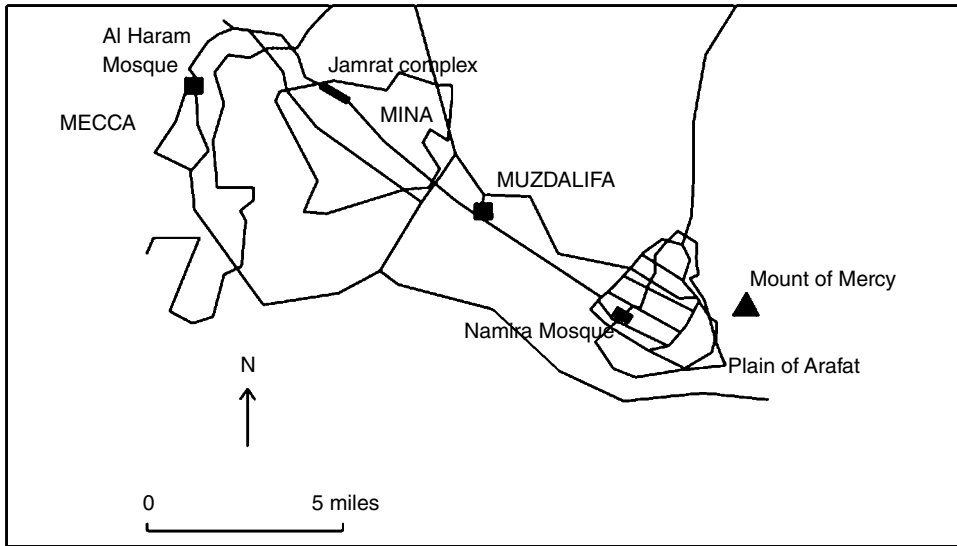 Al Haram
Mosque
Jamrat complex
MECCA
MINA
MUZDALIFA
Mount of Mercy
Namira Mosque
Plain of Arafat
N
0 5 miles